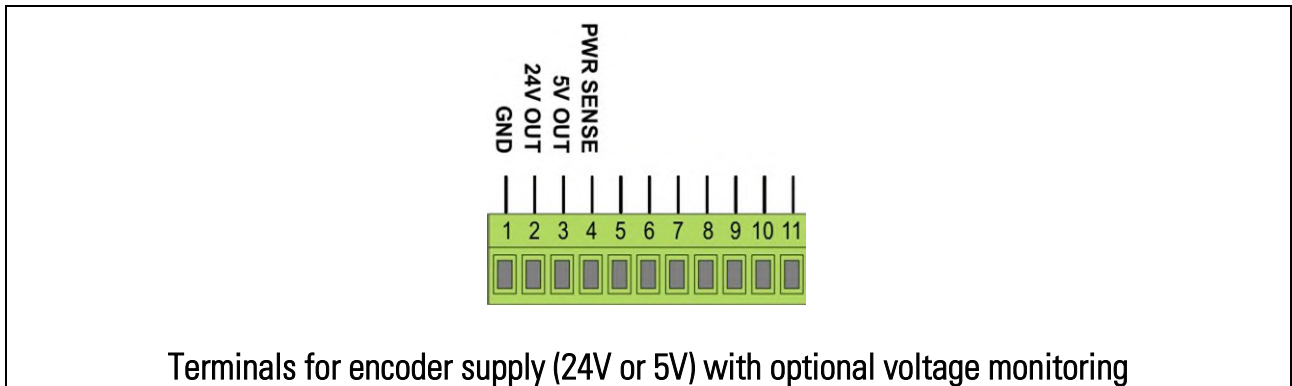 GND
24V OUT
5V OUT
PWR SENSE
1 2 3 4 5 6 7 8 9 10 11
Terminals for encoder supply (24V or 5V) with optional voltage monitoring